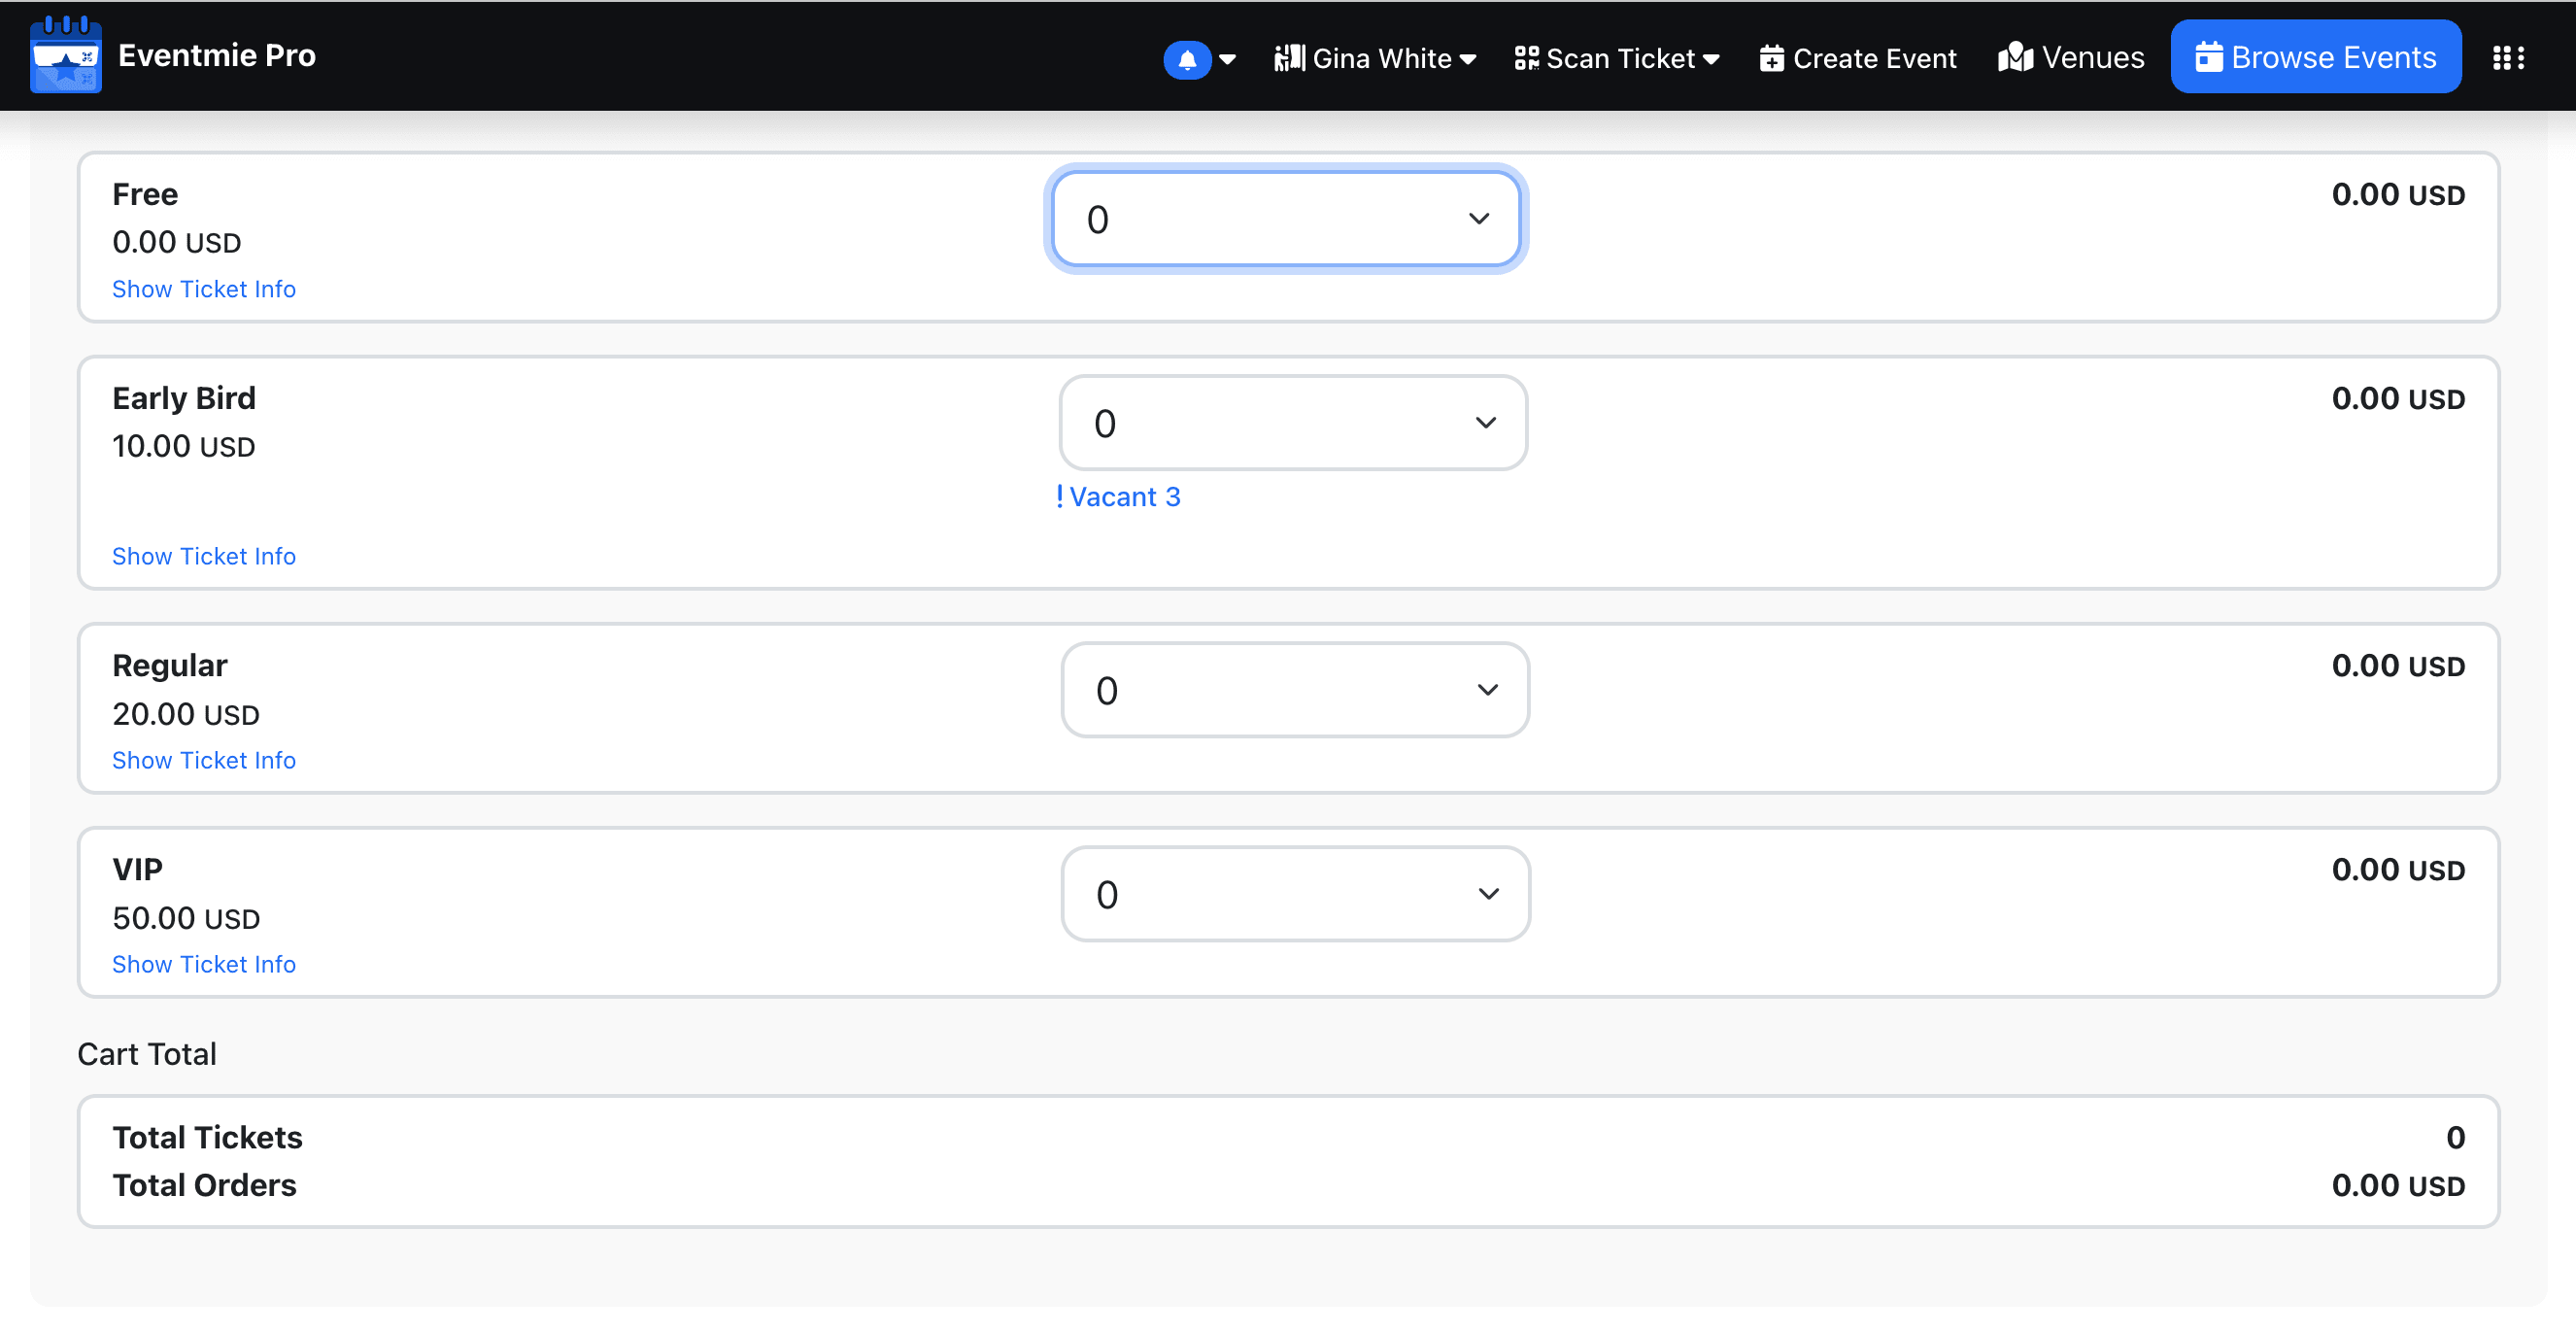 Eventmie Pro
Gina White
Scan Ticket
Create Event
Venues
Browse Events
Free
0.00 USD
Show Ticket Info
0
0.00 USD
Early Bird
10.00 USD
Show Ticket Info
0
! Vacant 3
0.00 USD
Regular
20.00 USD
Show Ticket Info
0
0.00 USD
VIP
50.00 USD
Show Ticket Info
0
0.00 USD
Cart Total
Total Tickets 0
Total Orders 0.00 USD